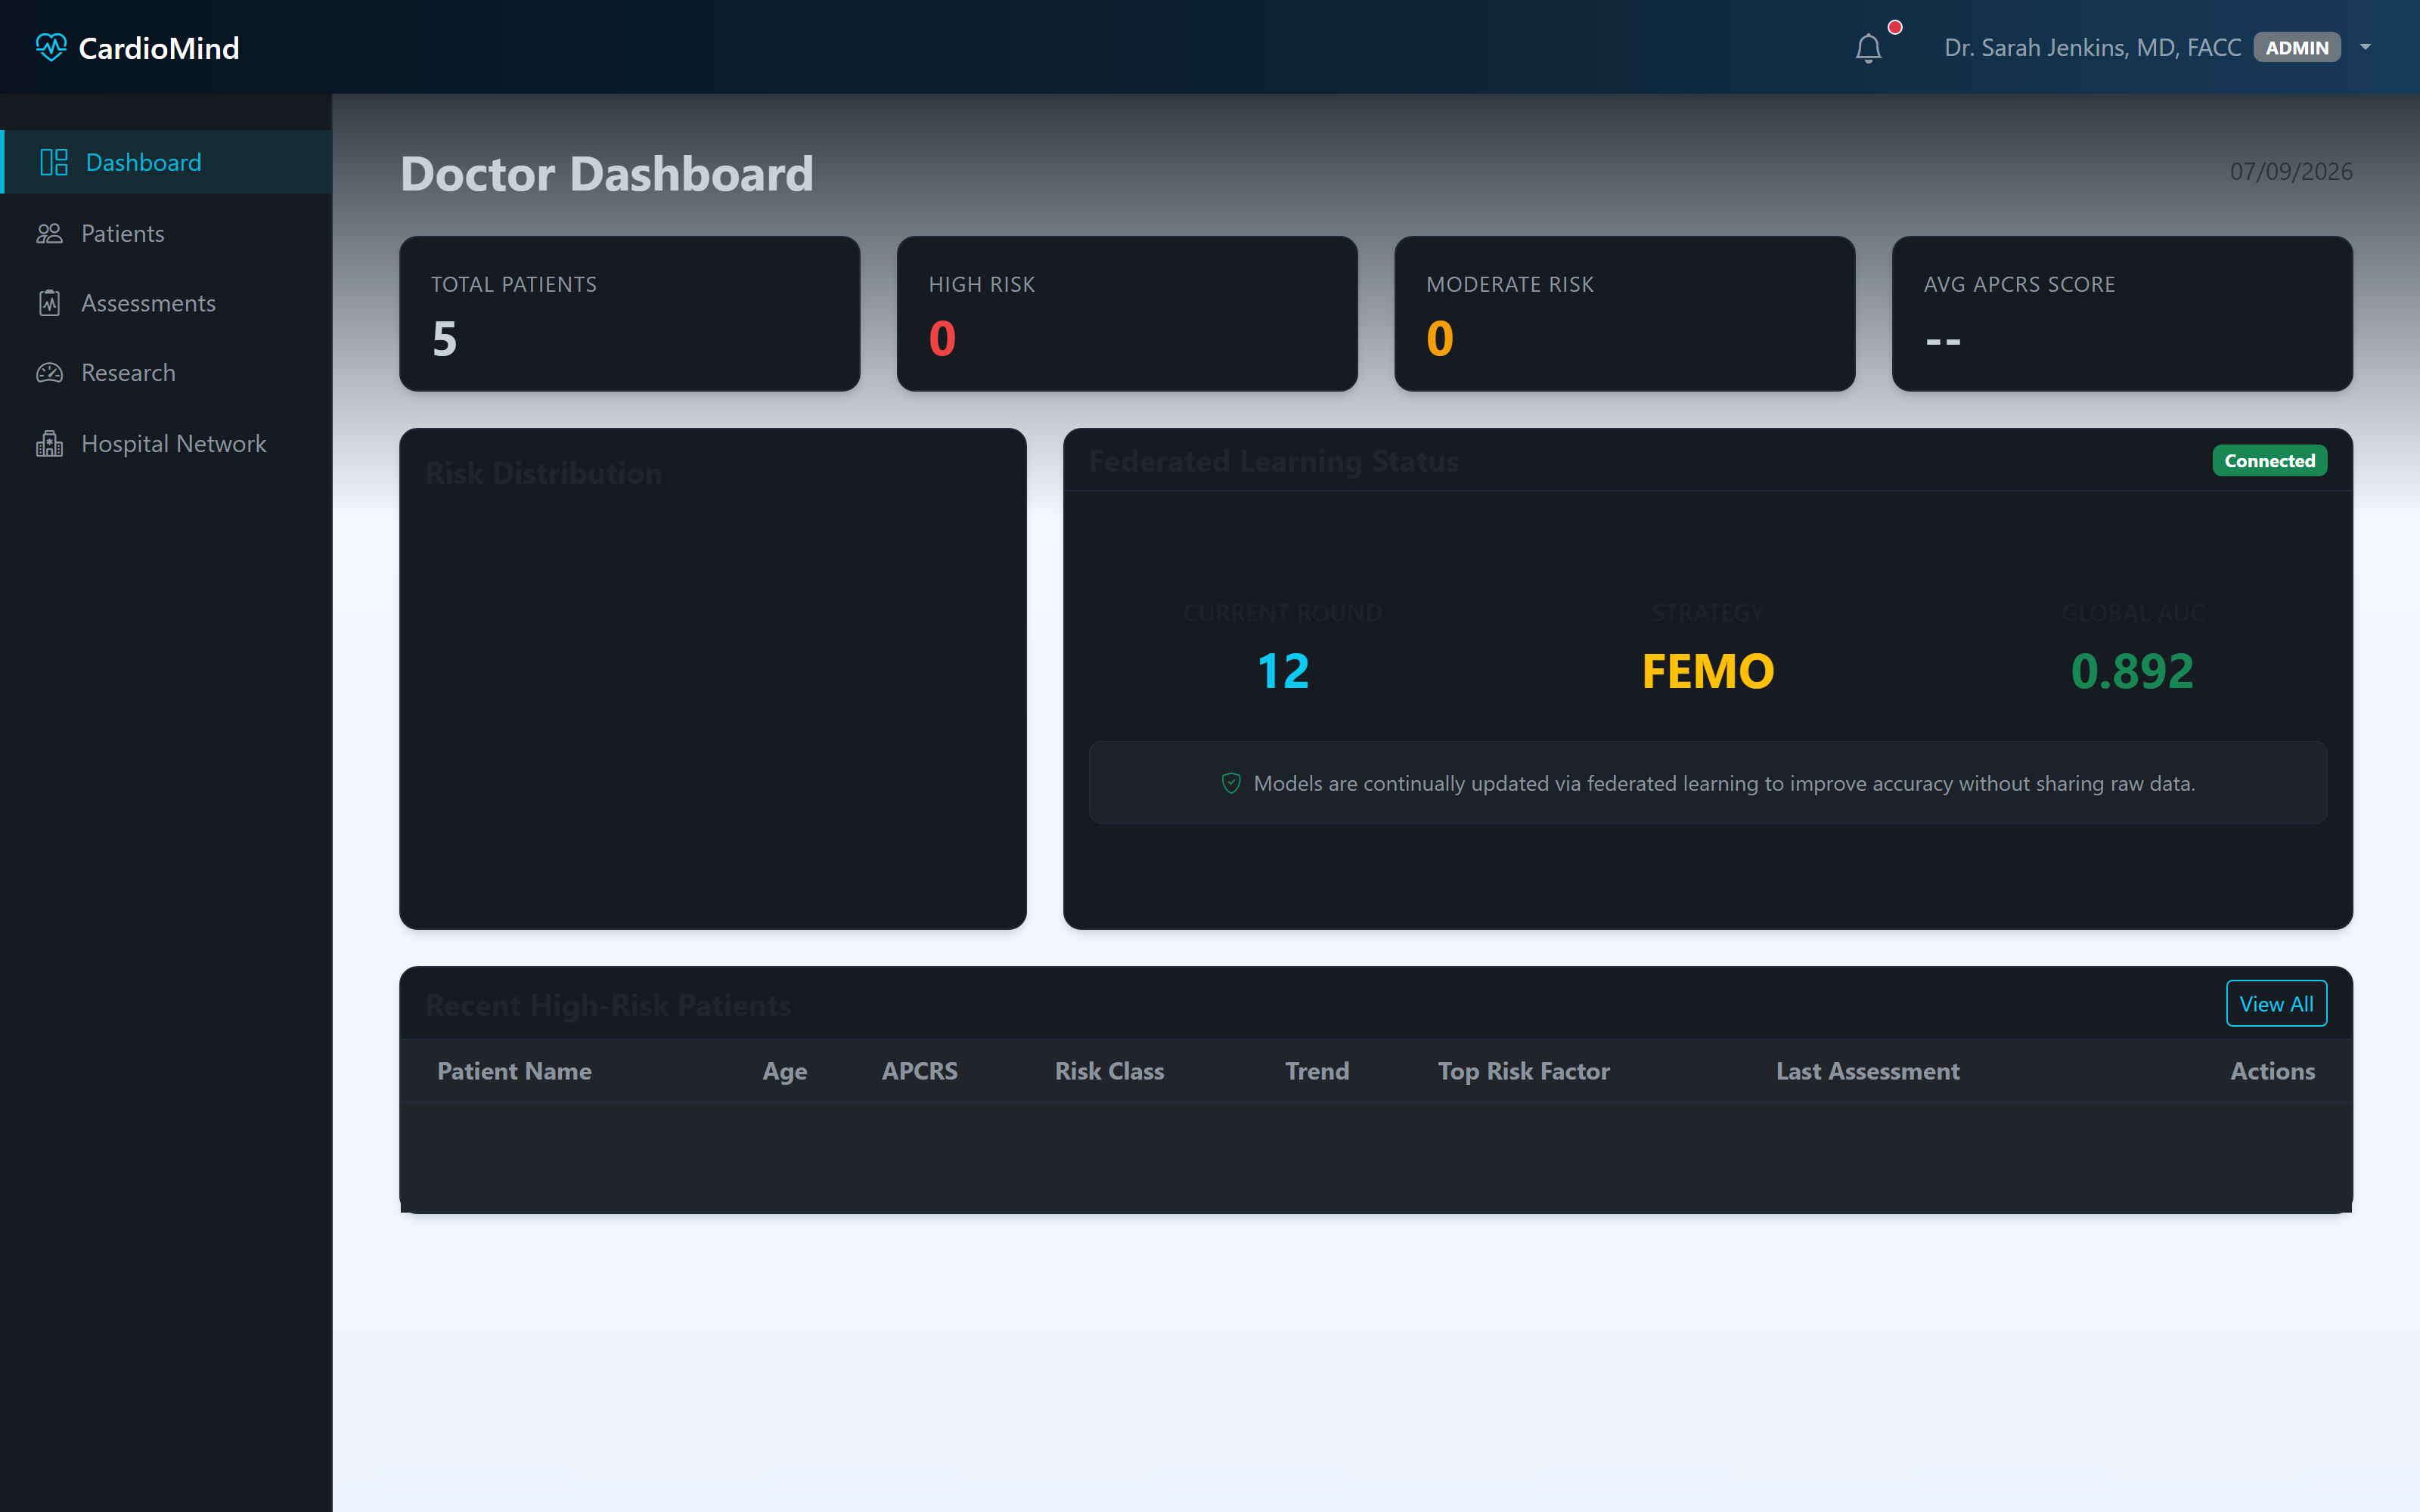 CardioMind
Dr. Sarah Jenkins, MD, FACC ADMIN
Dashboard
Patients
Assessments
Research
Hospital Network
Doctor Dashboard
07/09/2026
TOTAL PATIENTS
5
HIGH RISK
0
MODERATE RISK
0
AVG APCRS SCORE
--
Risk Distribution
Federated Learning Status
Connected
CURRENT ROUND
12
STRATEGY
FEMO
GLOBAL AUC
0.892
Models are continually updated via federated learning to improve accuracy without sharing raw data.
Recent High-Risk Patients
View All
Patient Name Age APCRS Risk Class Trend Top Risk Factor Last Assessment Actions